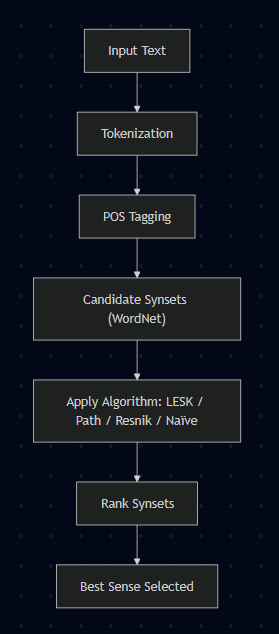 Input Text
Tokenization
POS Tagging
Candidate Synsets
(WordNet)
Apply Algorithm: LESK /
Path / Resnik / Naïve
Rank Synsets
Best Sense Selected